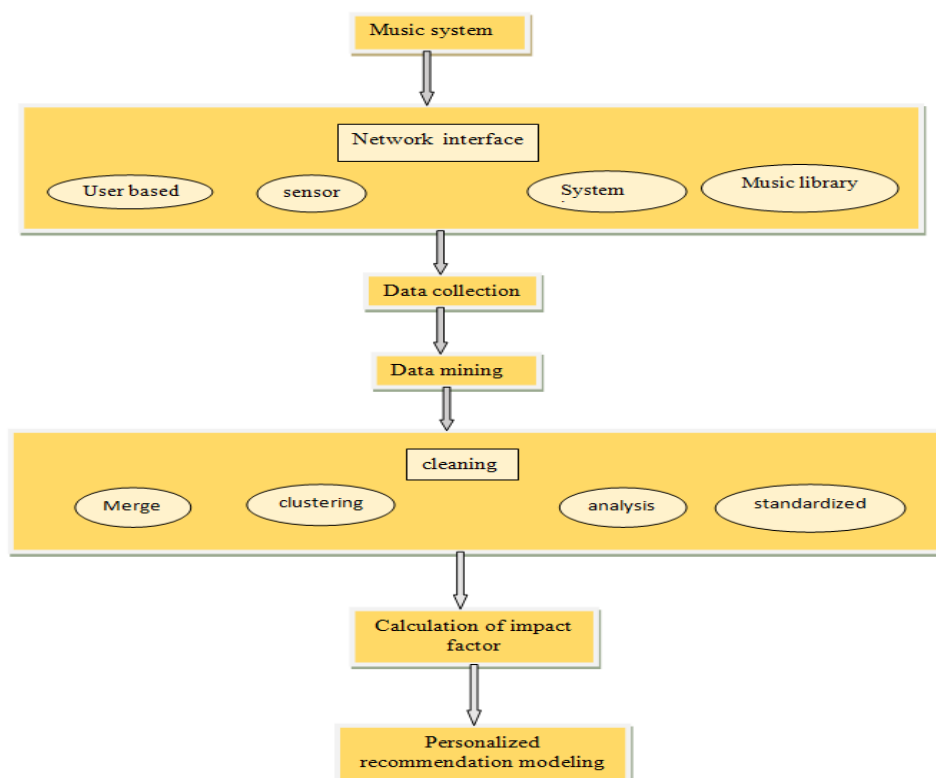 Music system
Network interface
User based
sensor
System
Music library
Data collection
Data mining
cleaning
Merge
clustering
analysis
standardized
Calculation of impact
factor
Personalized
recommendation modeling